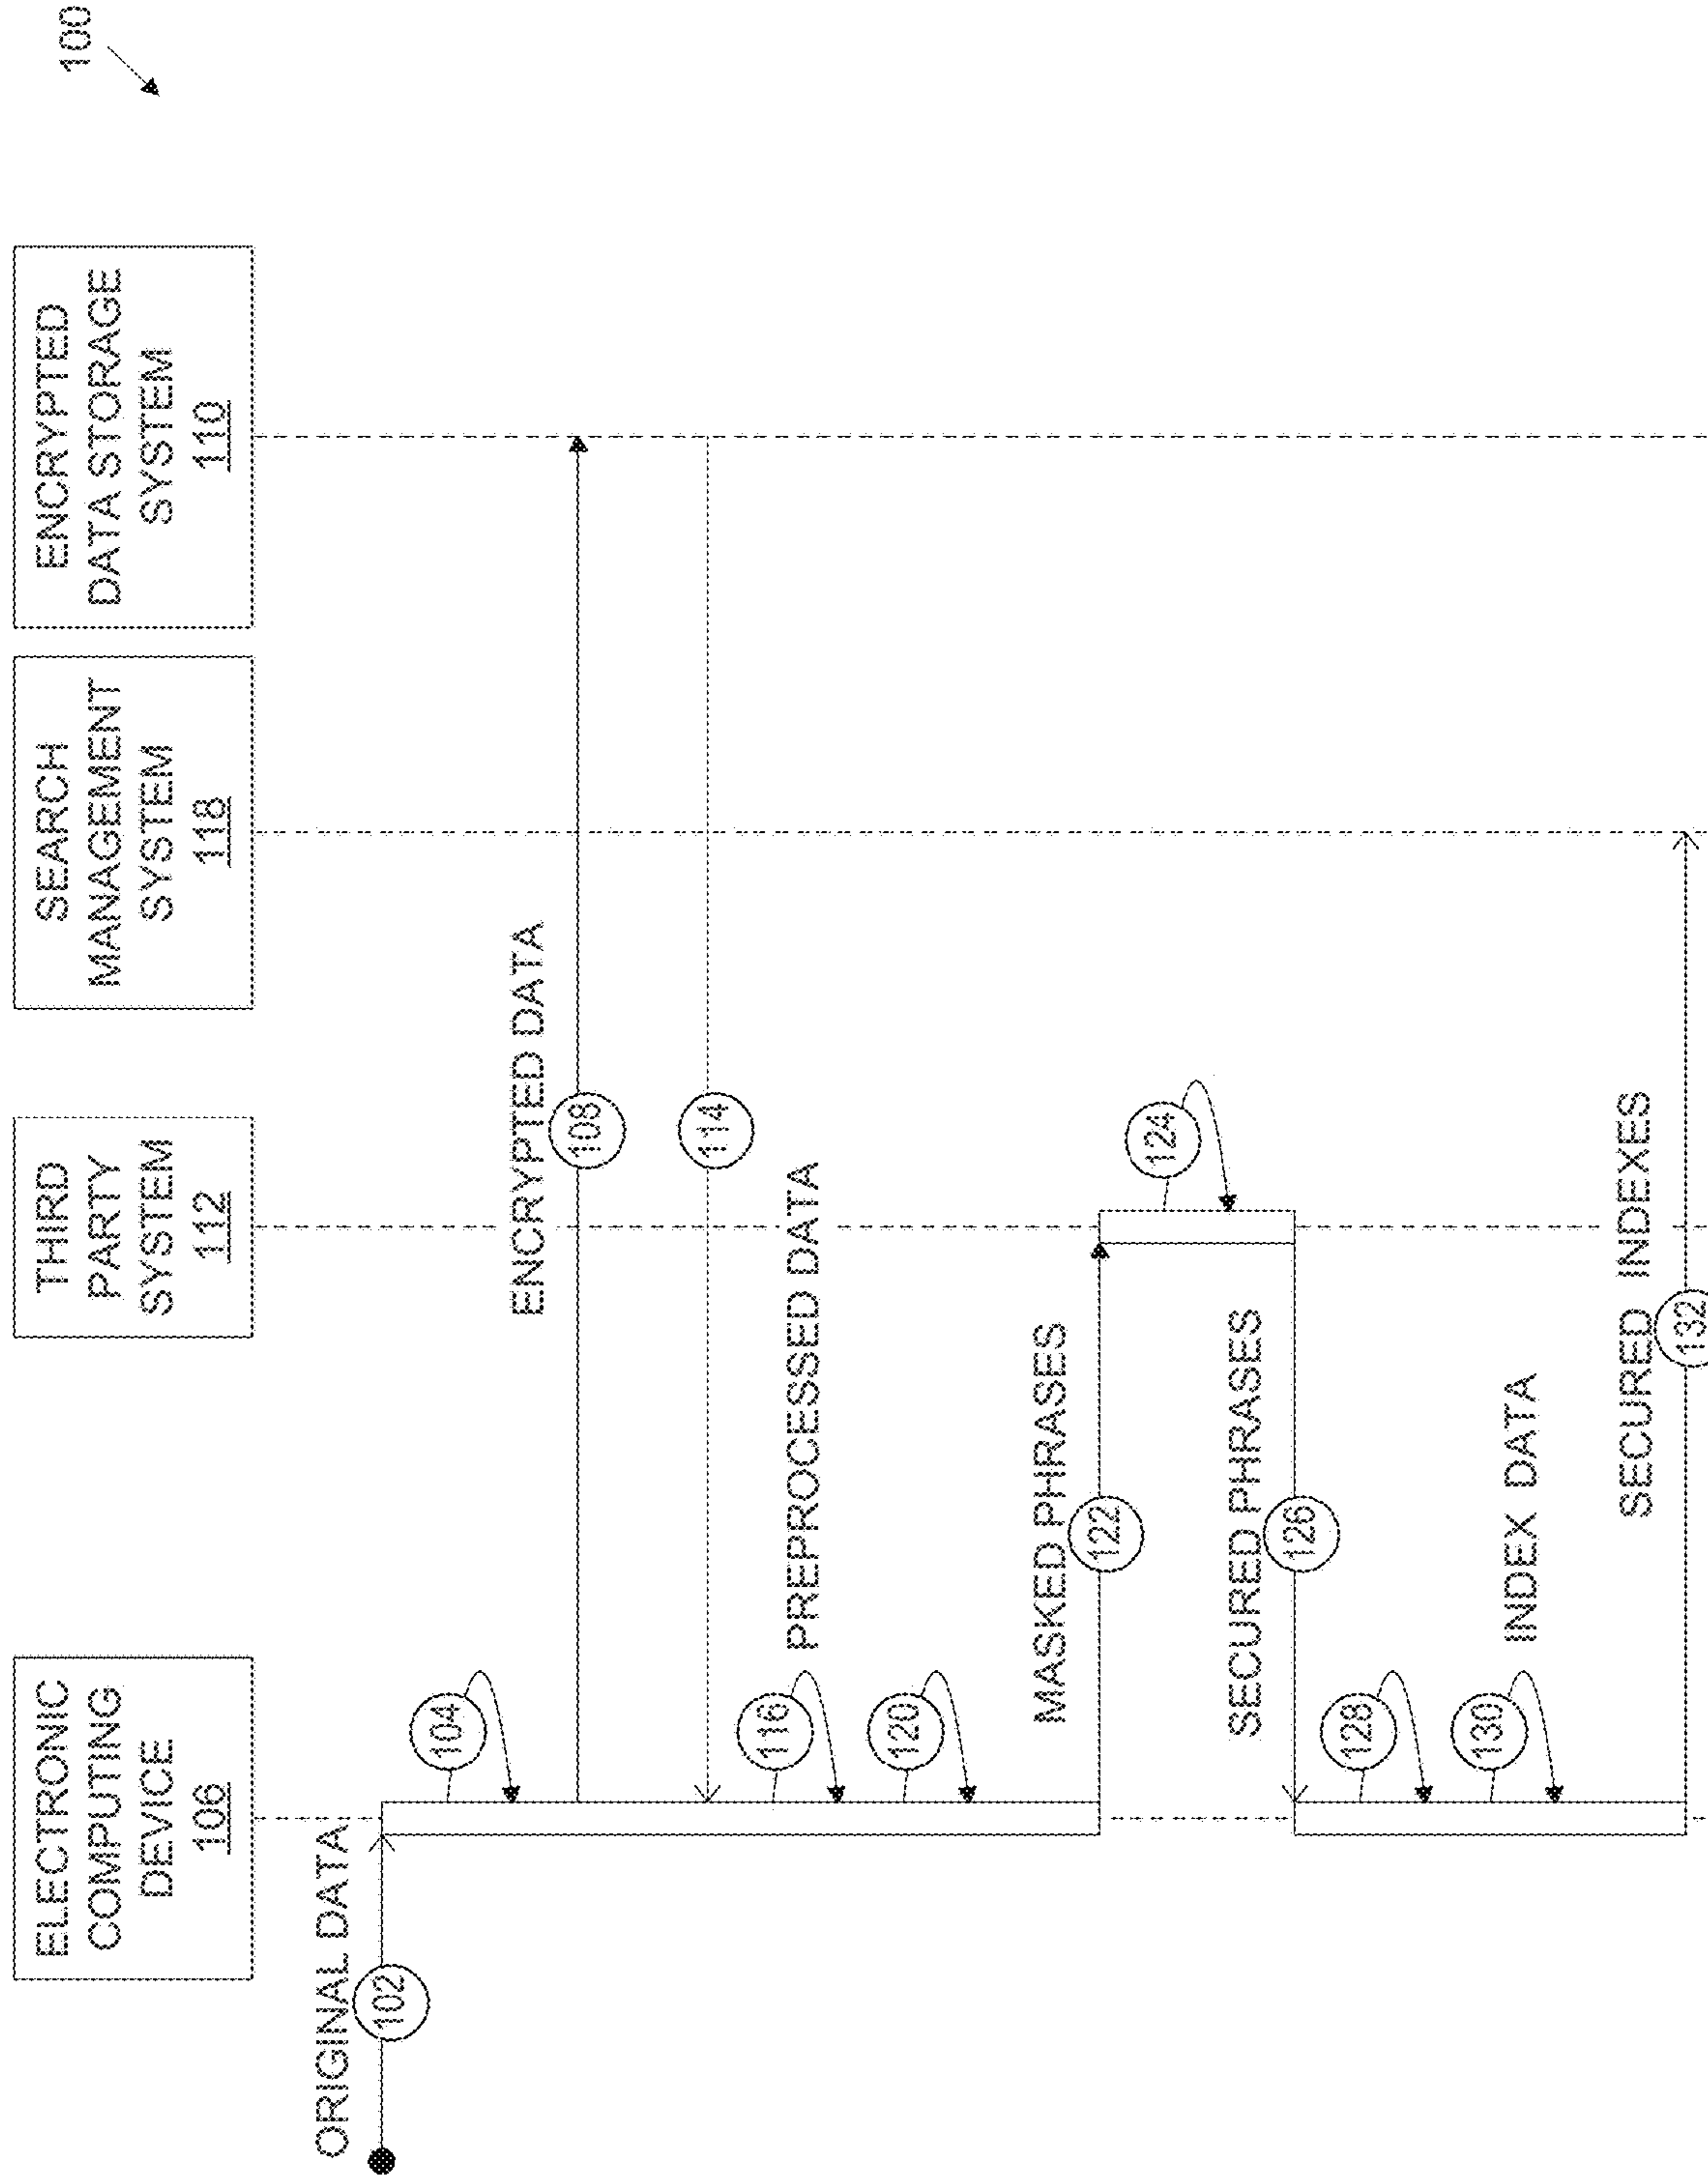 100
ELECTRONIC
COMPUTING
DEVICE
106
THIRD
PARTY
SYSTEM
112
SEARCH
MANAGEMENT
SYSTEM
118
ENCRYPTED
DATA STORAGE
SYSTEM
110
ORIGINAL DATA
102
104
ENCRYPTED DATA
108
114
PREPROCESSED DATA
116
120
MASKED PHRASES
122
124
SECURED PHRASES
126
128
INDEX DATA
130
SECURED INDEXES
132